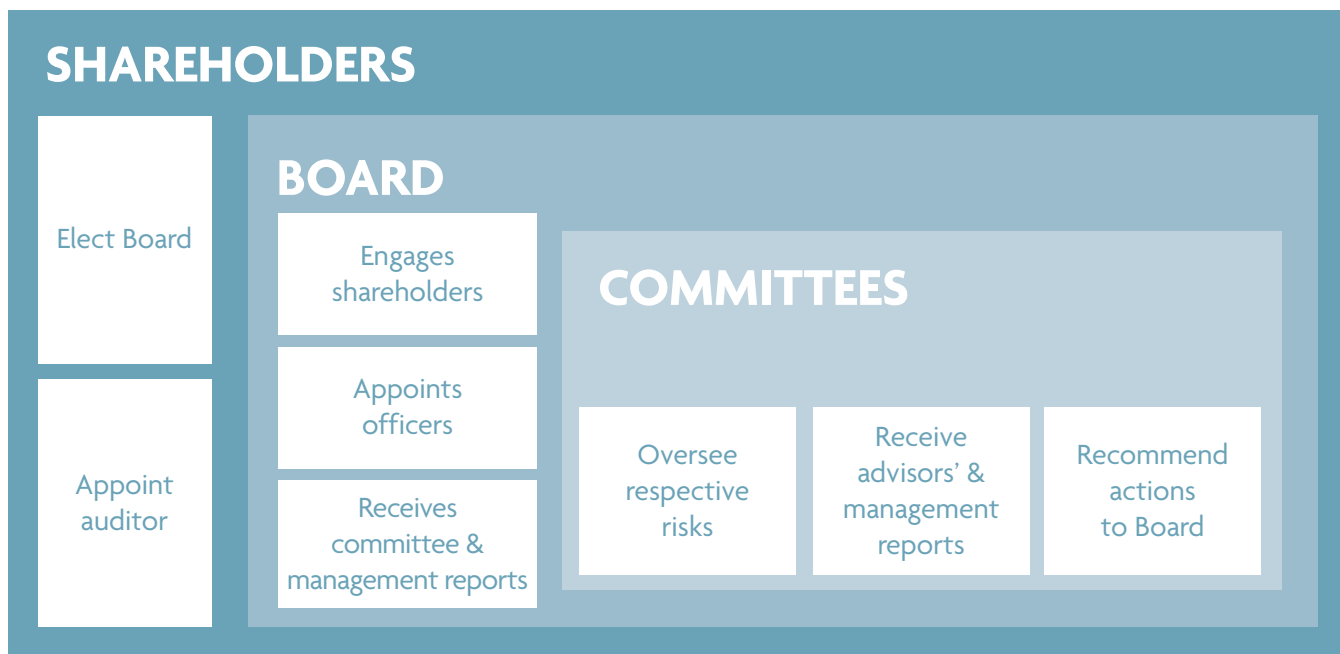 SHAREHOLDERS
Elect Board
Appoint
auditor
BOARD
Engages
shareholders
Appoints
officers
Receives
committee &
management reports
COMMITTEES
Oversee
respective
risks
Receive
advisors’ &
management
reports
Recommend
actions
to Board